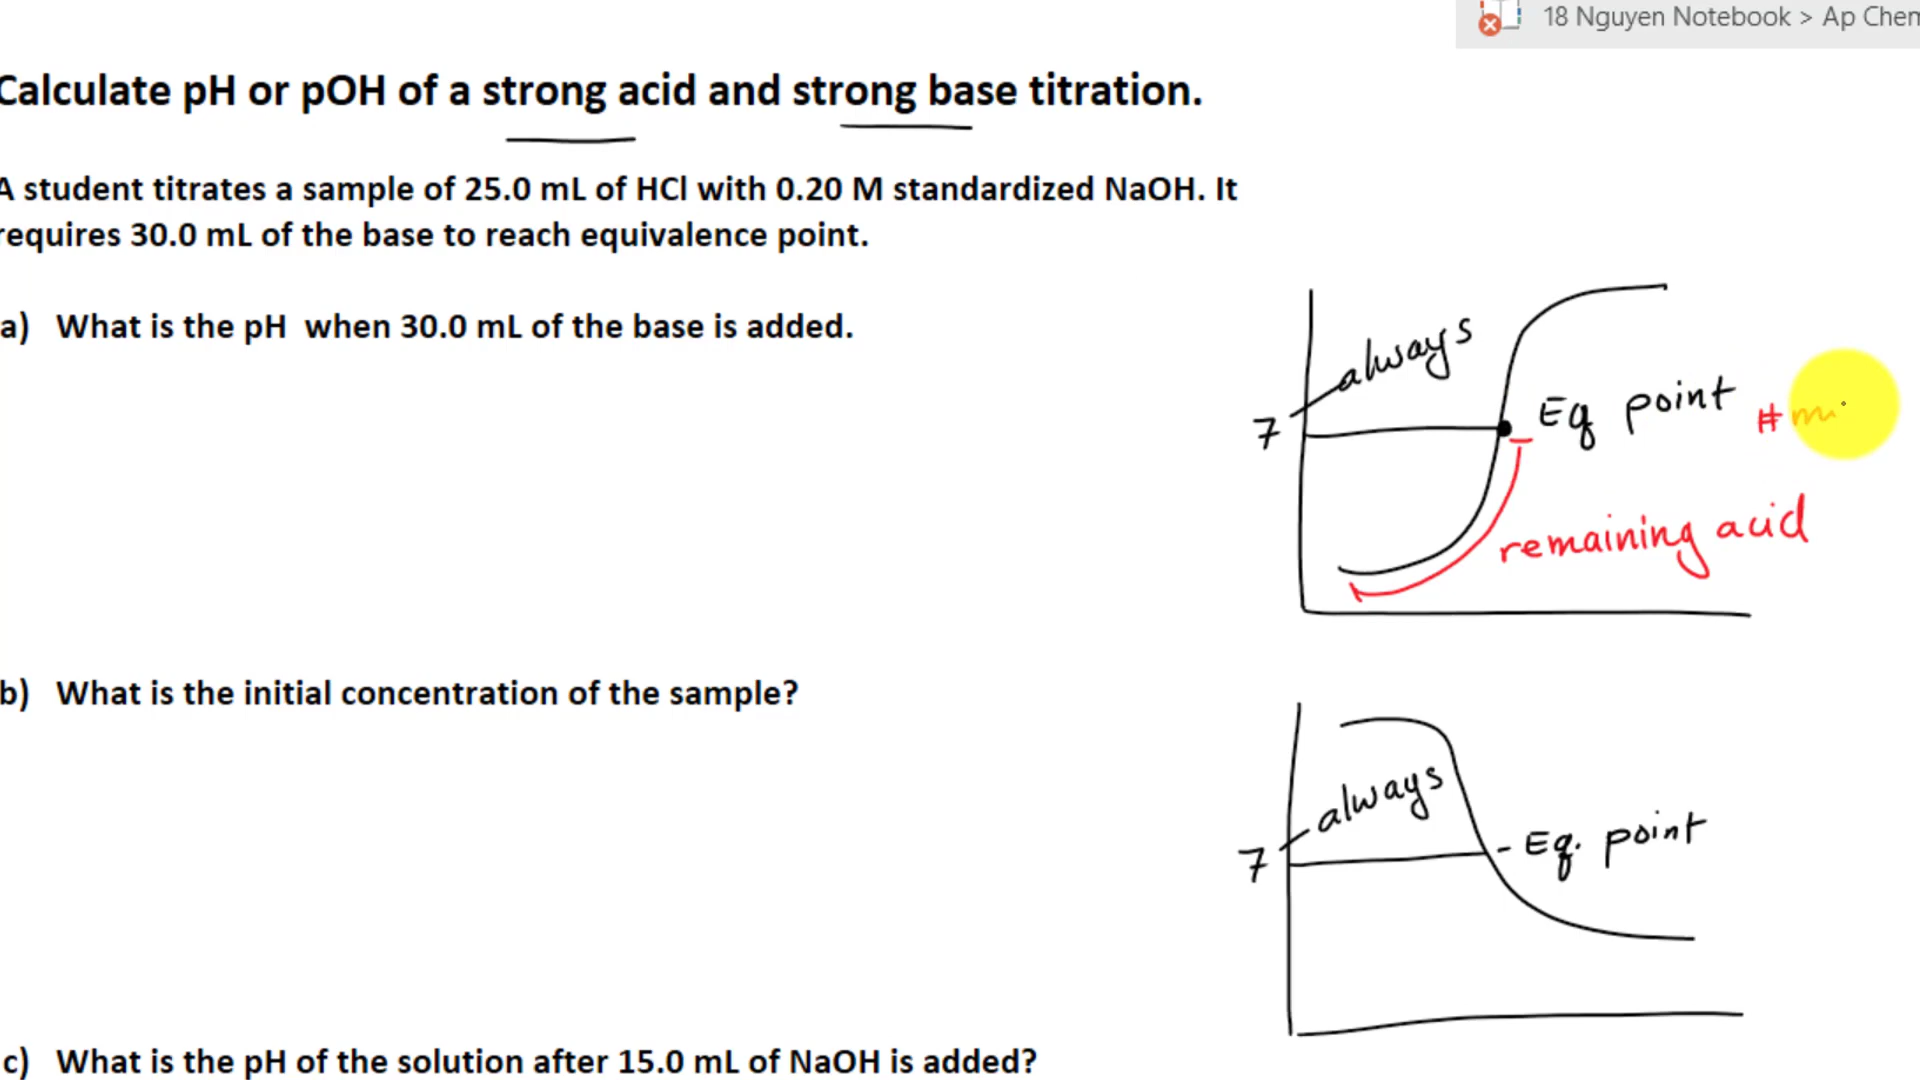 18 Nguyen Notebook > Ap Chem
Calculate pH or pOH of a strong acid and strong base titration.
A student titrates a sample of 25.0 mL of HCl with 0.20 M standardized NaOH. It
requires 30.0 mL of the base to reach equivalence point.
a) What is the pH when 30.0 mL of the base is added.
always
7
Eq point #m
remaining acid
b) What is the initial concentration of the sample?
always
7
- Eq. point
c) What is the pH of the solution after 15.0 mL of NaOH is added?